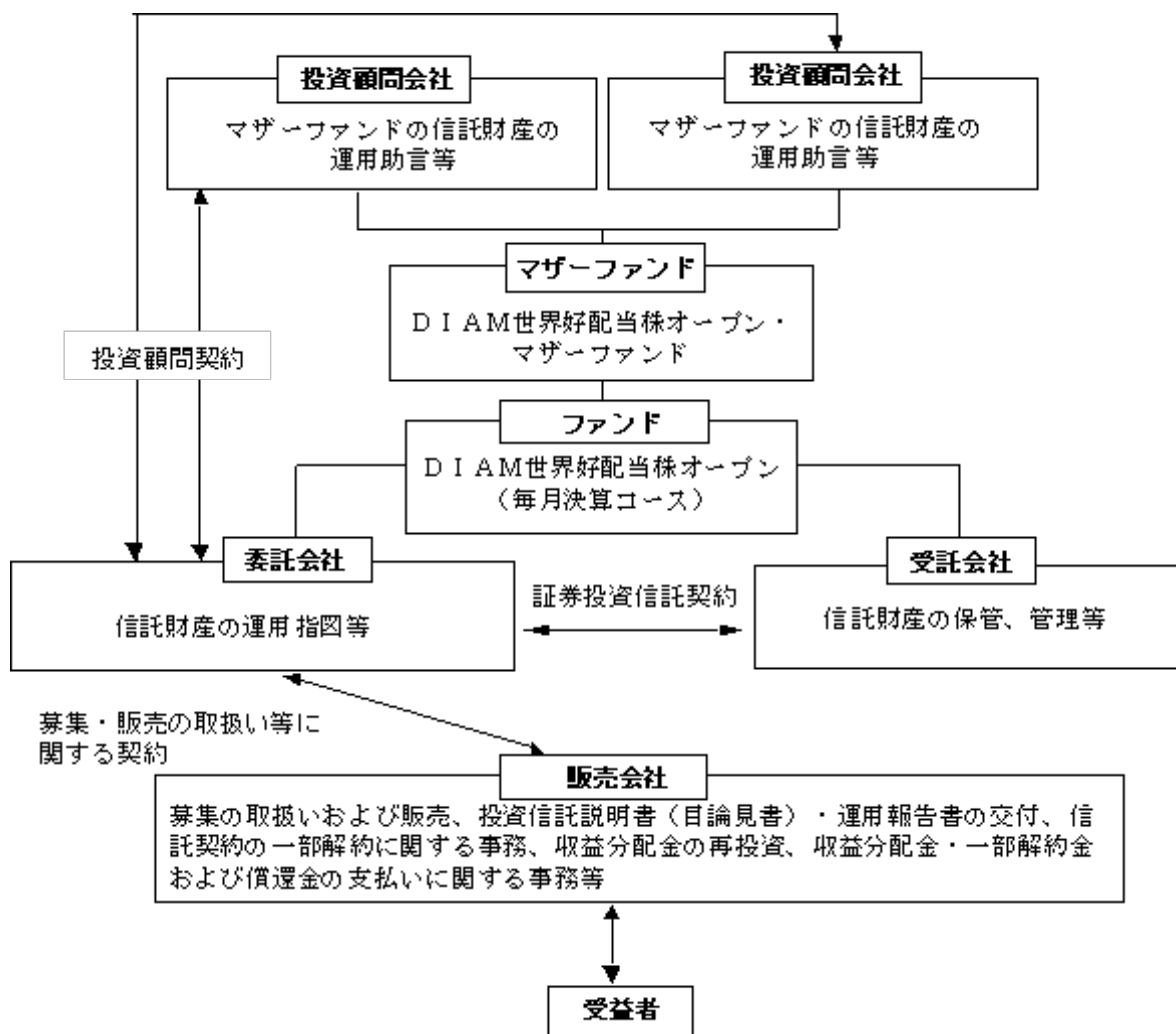 投資顧問会社
マザーファンドの信託財産の
運用助言等
投資顧問会社
マザーファンドの信託財産の
運用助言等
マザーファンド
ＤＩＡＭ世界好配当株オープン・
マザーファンド
投資顧問契約
ファンド
ＤＩＡＭ世界好配当株オープン
（毎月決算コース）
委託会社
信託財産の運用指図等
証券投資信託契約
受託会社
信託財産の保管、管理等
募集・販売の取扱い等に
関する契約
販売会社
募集の取扱いおよび販売、投資信託説明書（目論見書）・運用報告書の交付、信
託契約の一部解約に関する事務、収益分配金の再投資、収益分配金・一部解約金
および償還金の支払いに関する事務等
受益者